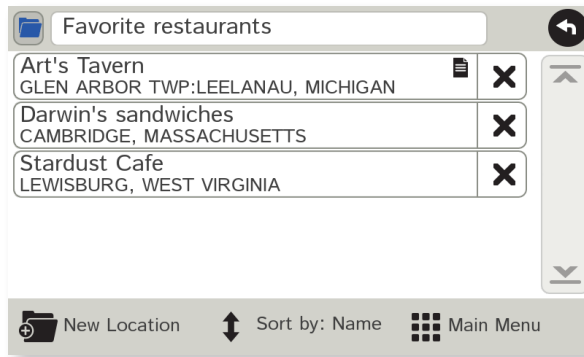 Favorite restaurants
Art's Tavern
GLEN ARBOR TWP:LEELANAU, MICHIGAN
Darwin's sandwiches
CAMBRIDGE, MASSACHUSETTS
Stardust Cafe
LEWISBURG, WEST VIRGINIA
New Location
Sort by: Name
Main Menu